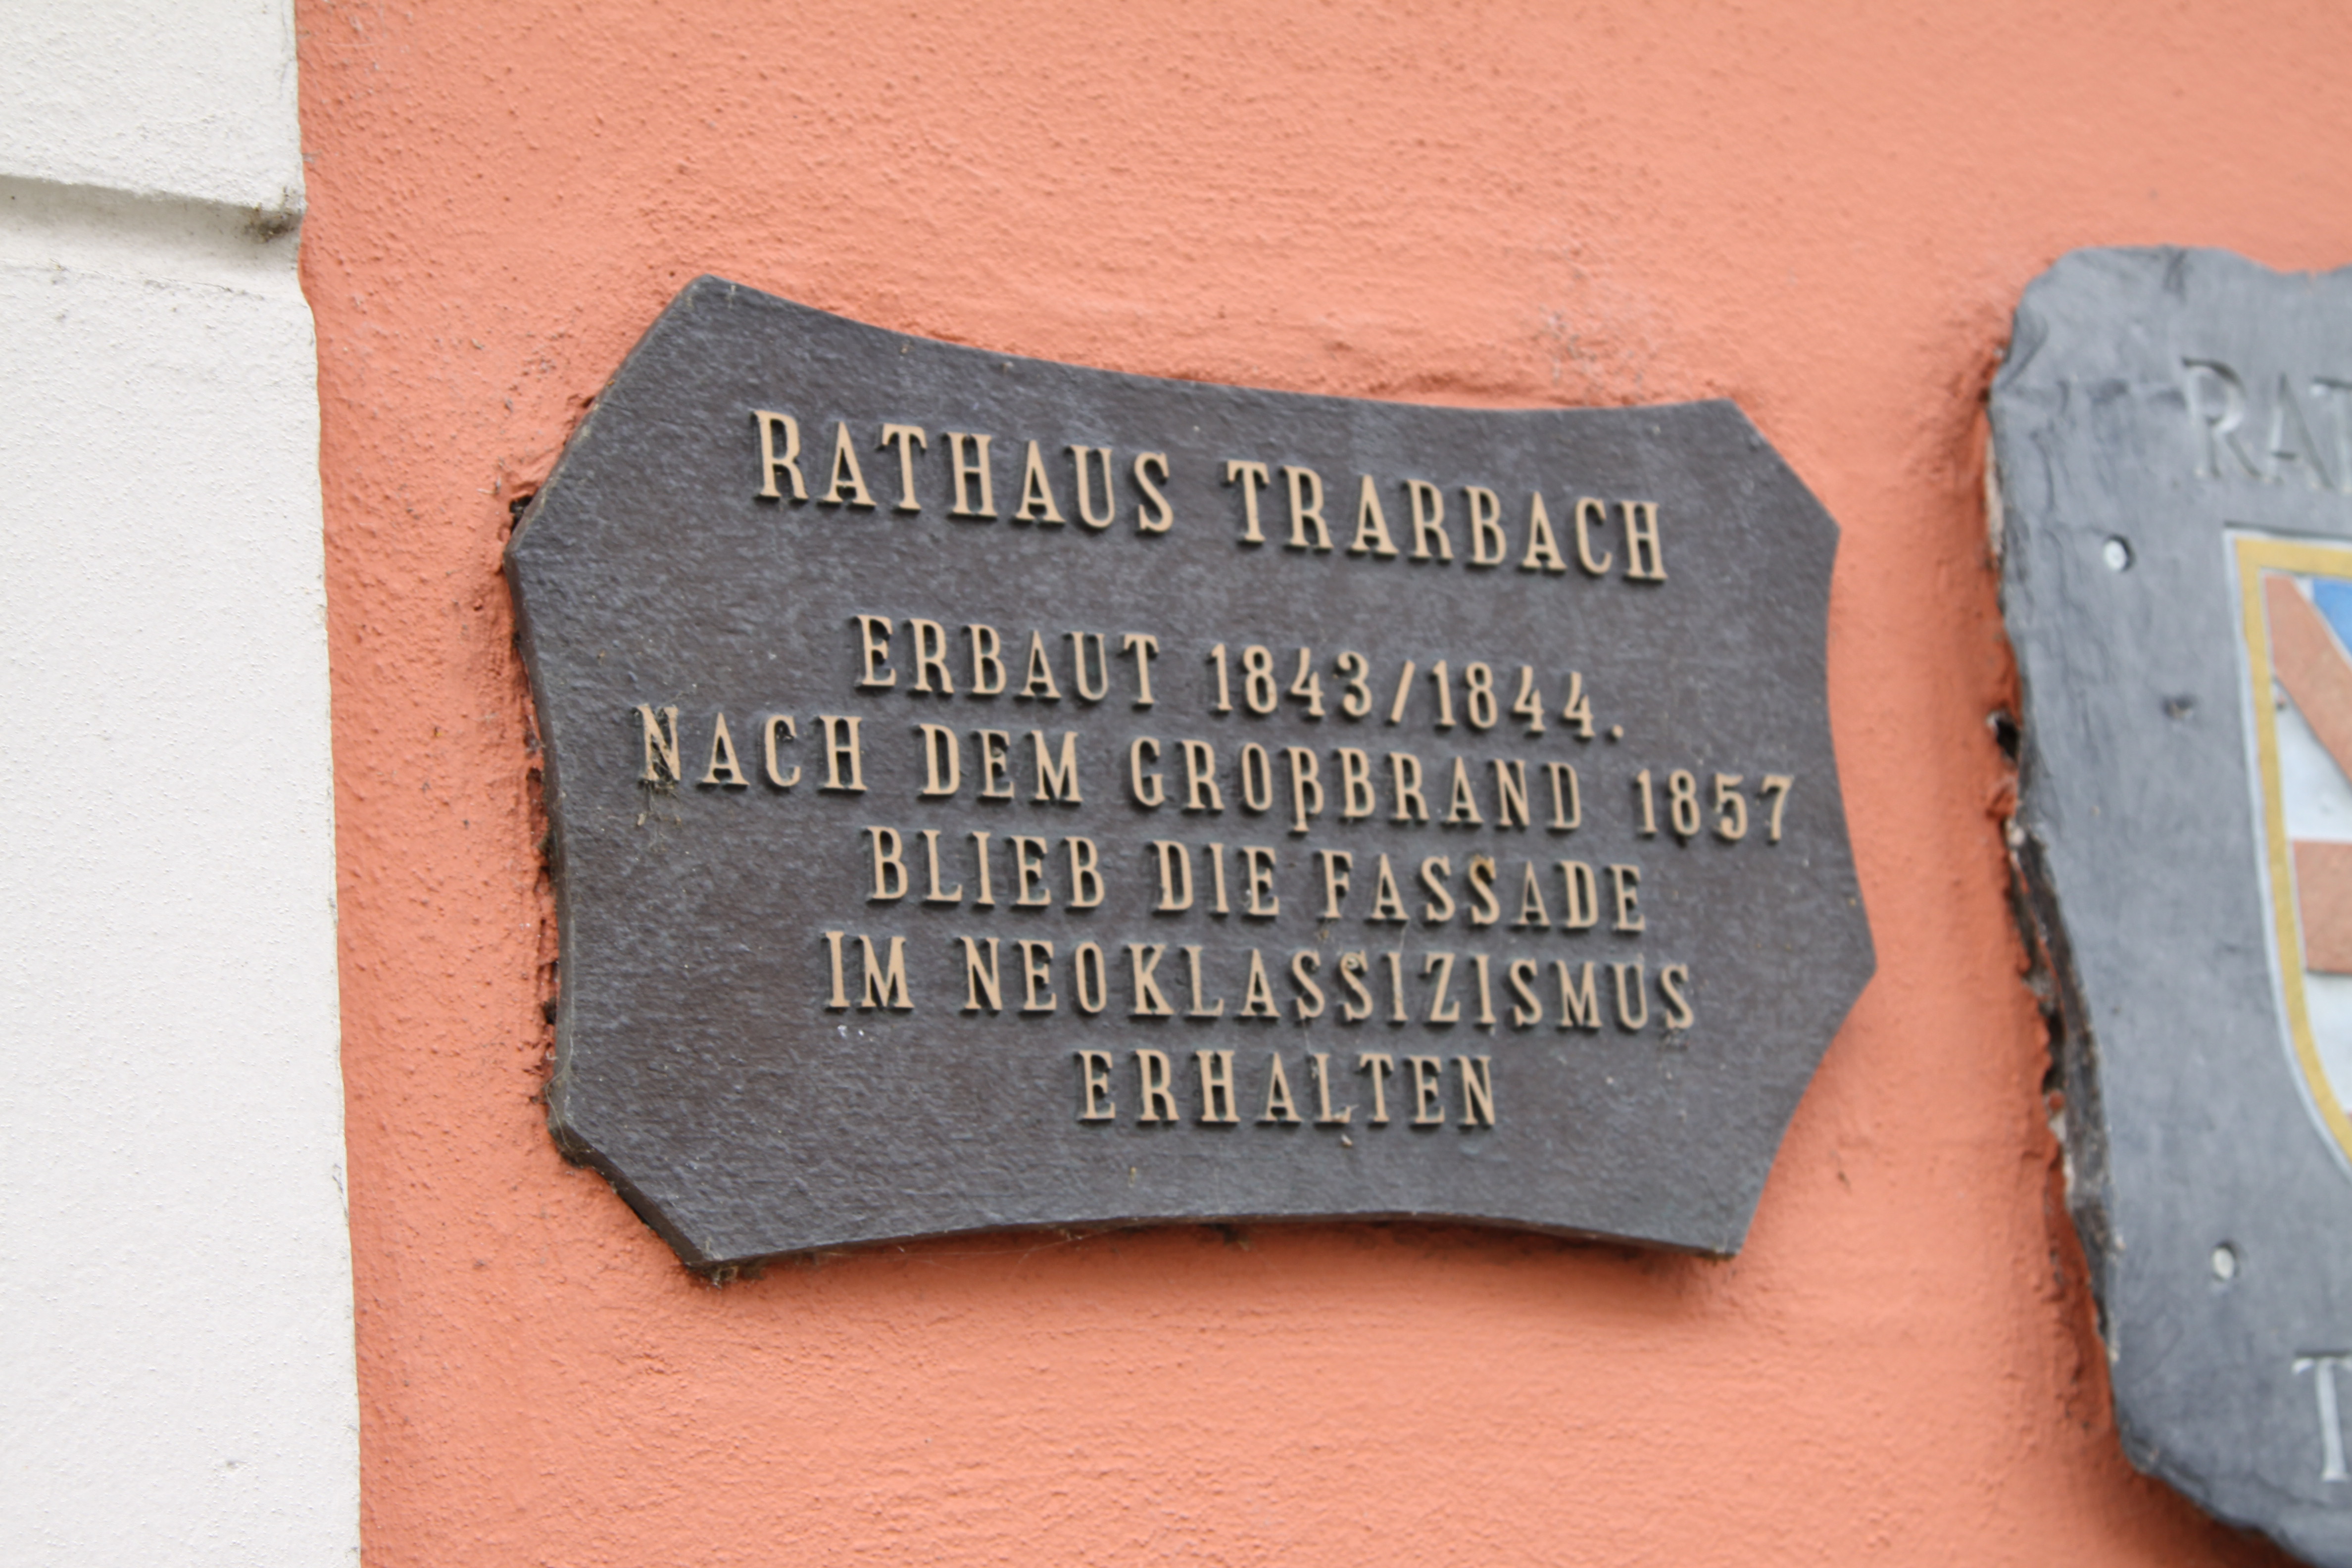 RATHAUS TRARBACH
ERBAUT 1843/1844.
NACH DEM GROßBRAND 1857
BLIEB DIE FASSADE
IM NEOKLASSIZISMUS
ERHALTEN